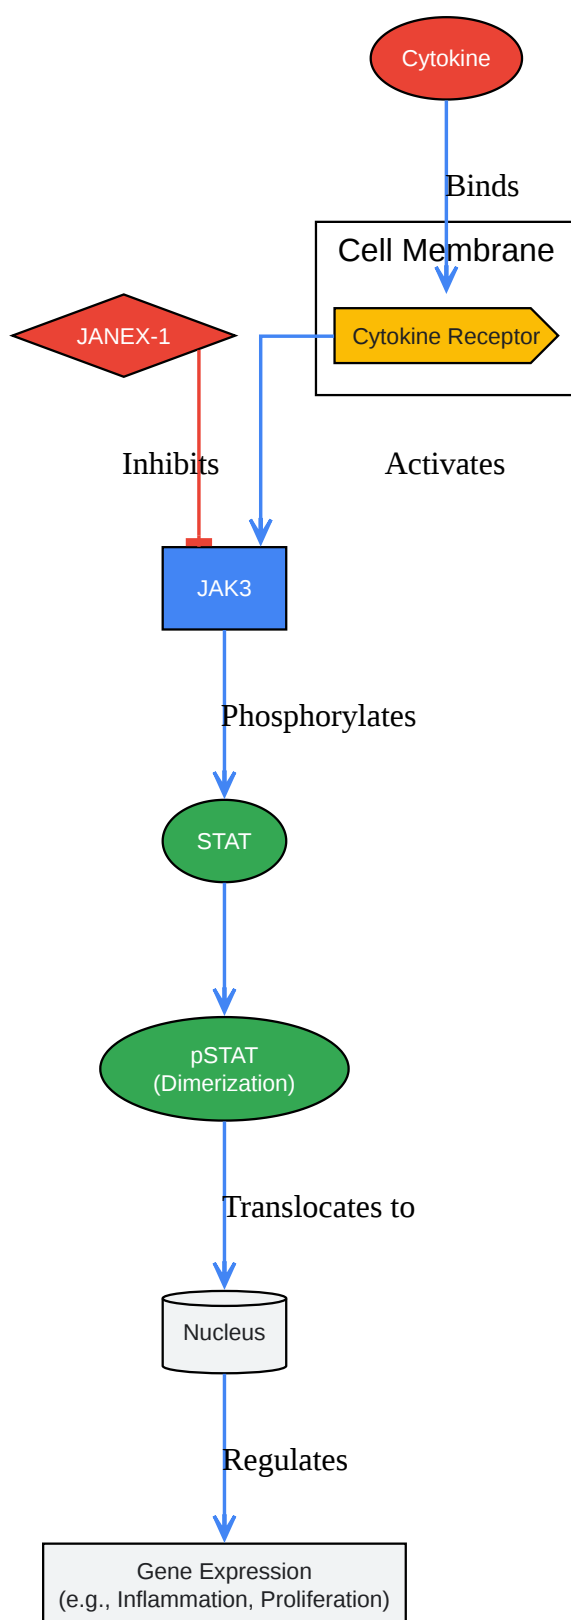 Cytokine
Binds
Cell Membrane
JANEX-1
Cytokine Receptor
Inhibits
Activates
JAK3
Phosphorylates
STAT
pSTAT
(Dimerization)
Translocates to
Nucleus
Regulates
Gene Expression
(e.g., Inflammation, Proliferation)